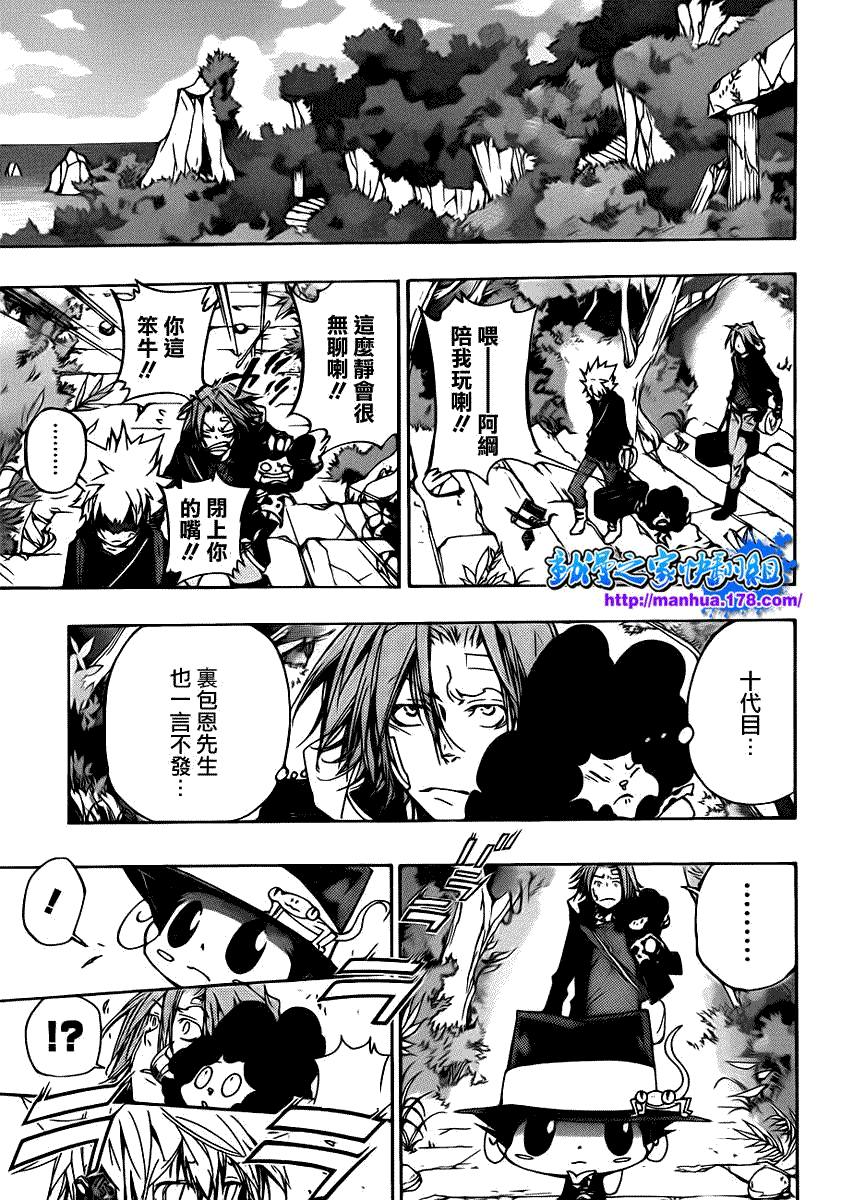 喂——阿綱
陪我玩喇!!
這麼靜會很
無聊喇!!
你這
笨牛!!
閉上你
的嘴!!
………
動漫之家快翻組
http://manhua.178.com/
十代目…
裏包恩先生
也一言不發…
………
!
!?